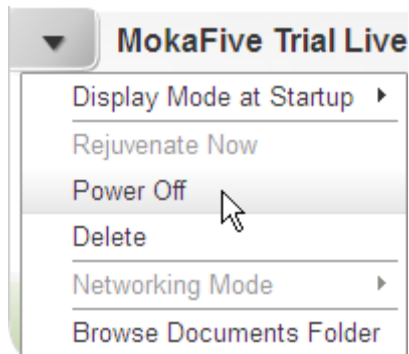 MokaFive Trial Live
Display Mode at Startup
Rejuvenate Now
Power Off
Delete
Networking Mode
Browse Documents Folder